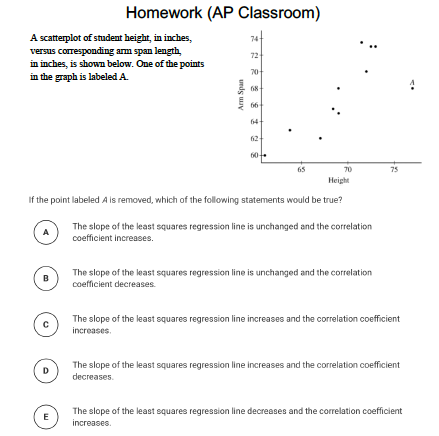 Homework (AP Classroom)
A scatterplot of student height, in inches,
versus corresponding arm span length,
in inches, is shown below. One of the points
in the graph is labeled A.
74
72
70
68
66
64
62
60
Arm Span
A
65
70
75
Height
If the point labeled A is removed, which of the following statements would be true?
A
The slope of the least squares regression line is unchanged and the correlation
coefficient increases.
B
The slope of the least squares regression line is unchanged and the correlation
coefficient decreases.
C
The slope of the least squares regression line increases and the correlation coefficient
increases.
D
The slope of the least squares regression line increases and the correlation coefficient
decreases.
E
The slope of the least squares regression line decreases and the correlation coefficient
increases.